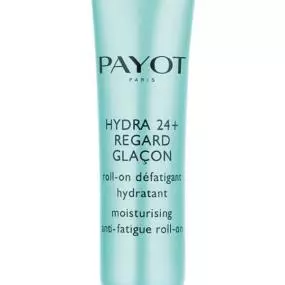 PAYOT
PARIS
HYDRA 24+
REGARD
GLAÇON
roll-on défatigant
hydratant
moisturising
anti-fatigue roll-on